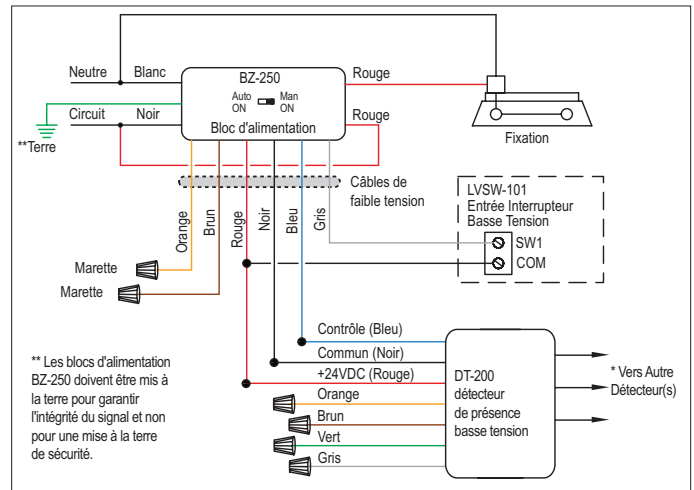 Neutre
Blanc
BZ-250
Rouge
Auto
ON
Man
ON
Circuit
Noir
Rouge
Bloc d'alimentation
**Terre
Fixation
Câbles de
faible tension
LVSW-101
Entrée Interrupteur
Basse Tension
SW1
COM
Orange
Brun
Rouge
Noir
Bleu
Gris
Marette
Marette
Contrôle (Bleu)
Commun (Noir)
+24VDC (Rouge)
Orange
Brun
Vert
Gris
DT-200
détecteur
de présence
basse tension
* Vers Autre
Détecteur(s)
** Les blocs d'alimentation
BZ-250 doivent être mis à
la terre pour garantir
l'intégrité du signal et non
pour une mise à la terre
de sécurité.